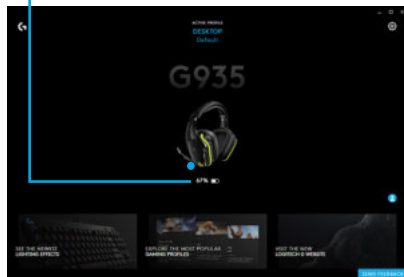 ACTIVE PROFILE
DESKTOP
Default
G935
67%
SEE THE NEWEST
LIGHTING EFFECTS
EXPLORE THE MOST POPULAR
GAMING PROFILES
VISIT THE NEW
LOGITECH G WEBSITE
SEND FEEDBACK